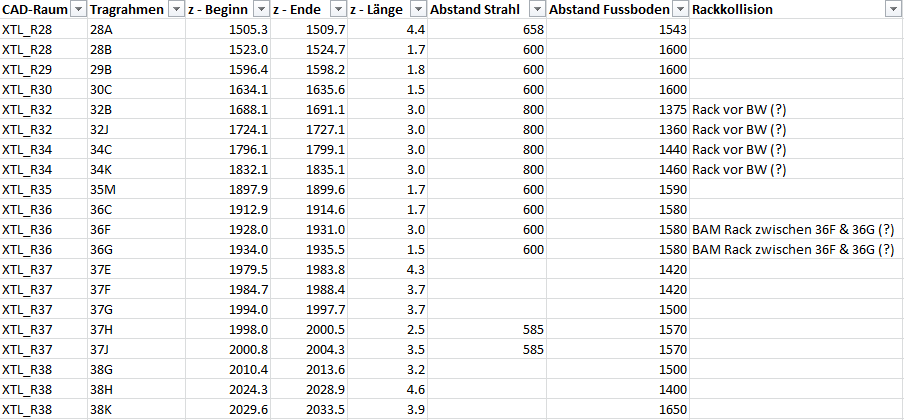 CAD-Raum Tragrahmen z - Beginn z - Ende z - Länge Abstand Strahl Abstand Fussboden Rackkollision
XTL_R28 28A 1505.3 1509.7 4.4 658 1543
XTL_R28 28B 1523.0 1524.7 1.7 600 1600
XTL_R29 29B 1596.4 1598.2 1.8 600 1600
XTL_R30 30C 1634.1 1635.6 1.5 600 1600
XTL_R32 32B 1688.1 1691.1 3.0 800 1375 Rack vor BW (?)
XTL_R32 32J 1724.1 1727.1 3.0 800 1360 Rack vor BW (?)
XTL_R34 34C 1796.1 1799.1 3.0 800 1440 Rack vor BW (?)
XTL_R34 34K 1832.1 1835.1 3.0 800 1460 Rack vor BW (?)
XTL_R35 35M 1897.9 1899.6 1.7 600 1590
XTL_R36 36C 1912.9 1914.6 1.7 600 1580
XTL_R36 36F 1928.0 1931.0 3.0 600 1580 BAM Rack zwischen 36F & 36G (?)
XTL_R36 36G 1934.0 1935.5 1.5 600 1580 BAM Rack zwischen 36F & 36G (?)
XTL_R37 37E 1979.5 1983.8 4.3 1420
XTL_R37 37F 1984.7 1988.4 3.7 1420
XTL_R37 37G 1994.0 1997.7 3.7 1500
XTL_R37 37H 1998.0 2000.5 2.5 585 1570
XTL_R37 37J 2000.8 2004.3 3.5 585 1570
XTL_R38 38G 2010.4 2013.6 3.2 1500
XTL_R38 38H 2024.3 2028.9 4.6 1400
XTL_R38 38K 2029.6 2033.5 3.9 1650